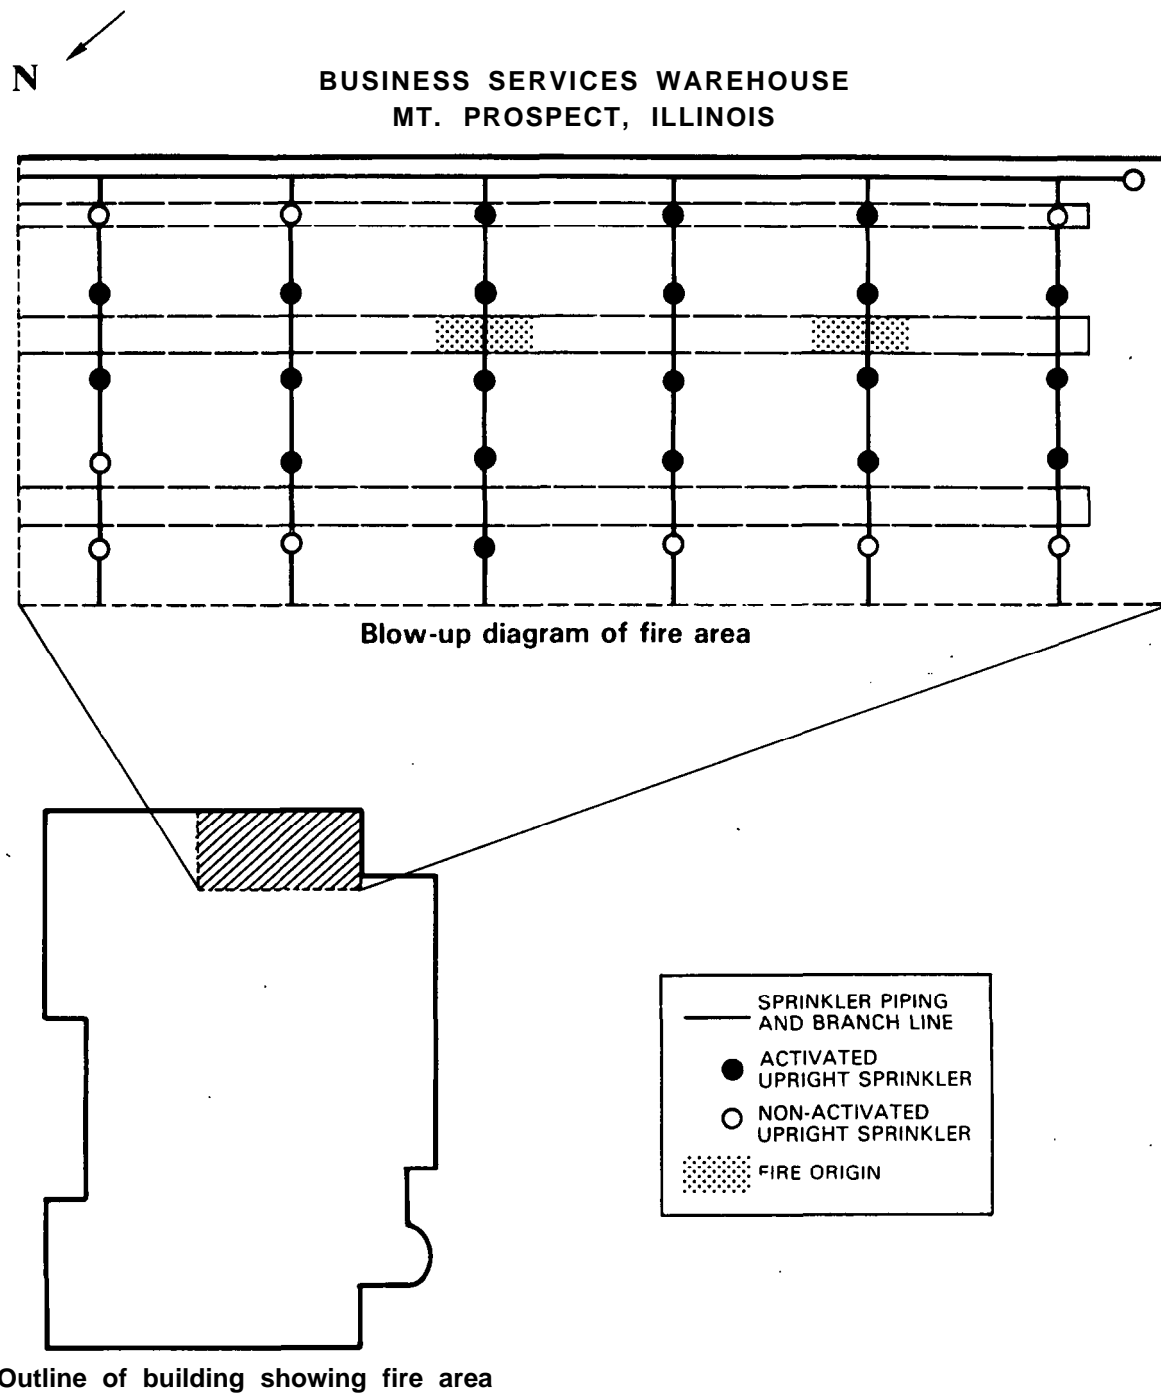 N
BUSINESS SERVICES WAREHOUSE
MT. PROSPECT, ILLINOIS
Blow-up diagram of fire area
SPRINKLER PIPING
AND BRANCH LINE
ACTIVATED
UPRIGHT SPRINKLER
NON-ACTIVATED
UPRIGHT SPRINKLER
FIRE ORIGIN
Outline of building showing fire area